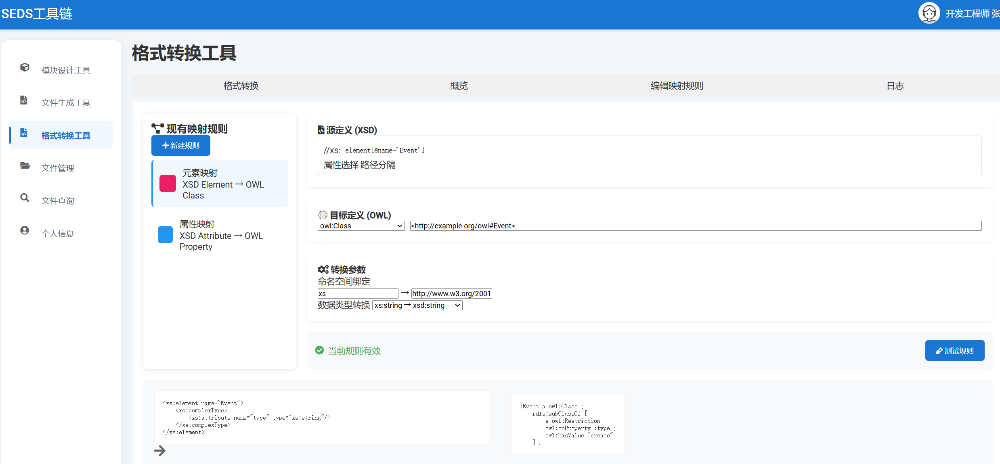 SEDS工具链
开发工程师 张
模块设计工具
文件生成工具
格式转换工具
文件管理
文件查询
个人信息
格式转换工具
格式转换
概览
编辑映射规则
日志
现有映射规则
新建规则
元素映射
XSD Element → OWL
Class
属性映射
XSD Attribute → OWL
Property
源定义 (XSD)
//xs: element[@name='Event']
属性选择 路径分隔
目标定义 (OWL)
owl:Class
<http://example.org/owl#Event>
转换参数
命名空间绑定
xs → http://www.w3.org/2001
数据类型转换 xs:string → xsd:string
当前规则有效
测试规则
<xs:element name="Event">
<xs:complexType>
<xs:attribute name="type" type="xs:string"/>
</xs:complexType>
</xs:element>
:Event a owl:Class ;
rdfs:subClassOf [
a owl:Restriction ;
owl:onProperty :type ;
owl:hasValue "create"
] .